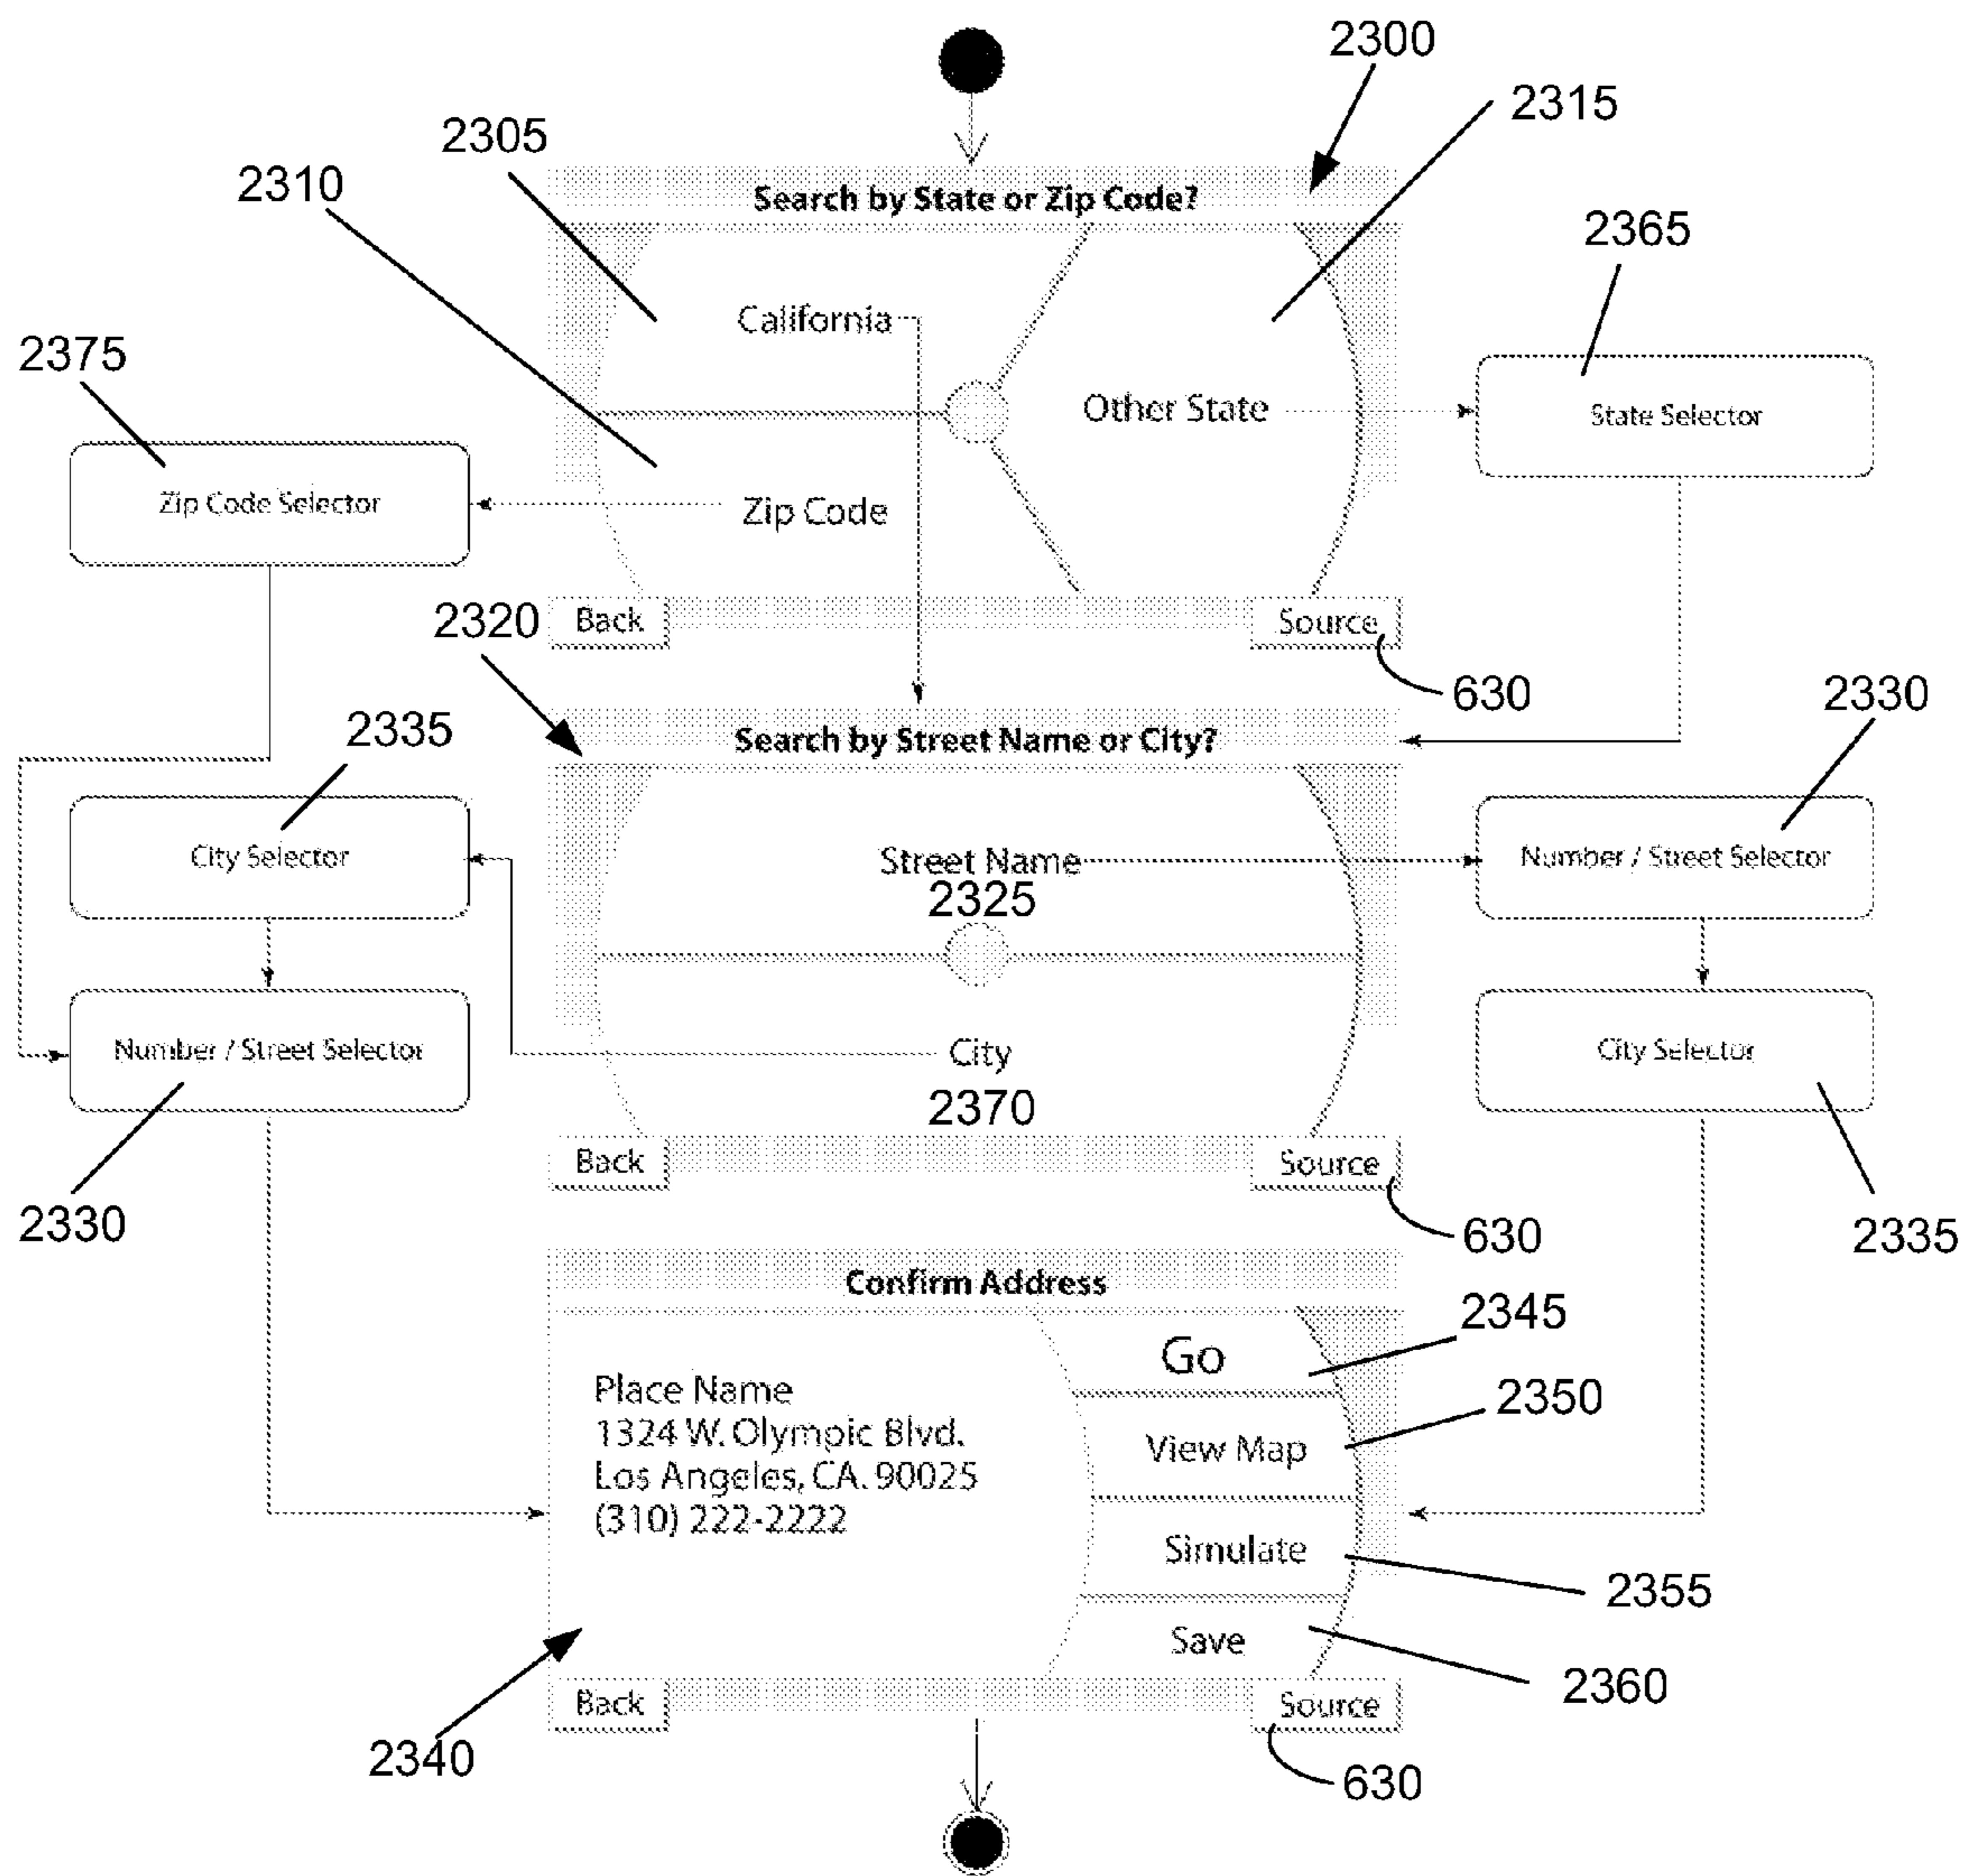 2300
2315
2305
2310
Search by State or Zip Code?
2365
California
2375
Other State
State Selector
Zip Code Selector
Zip Code
2320
Back
Source
630
2330
2335
Search by Street Name or City?
City Selector
Street Name
Number / Street Selector
2325
Number / Street Selector
City
City Selector
2370
Back
Source
2330
630
2335
Confirm Address
2345
Go
Place Name
2350
1324 W. Olympic Blvd.
View Map
Los Angeles, CA. 90025
(310) 222-2222
Simulate
2355
Save
2360
Back
Source
2340
630